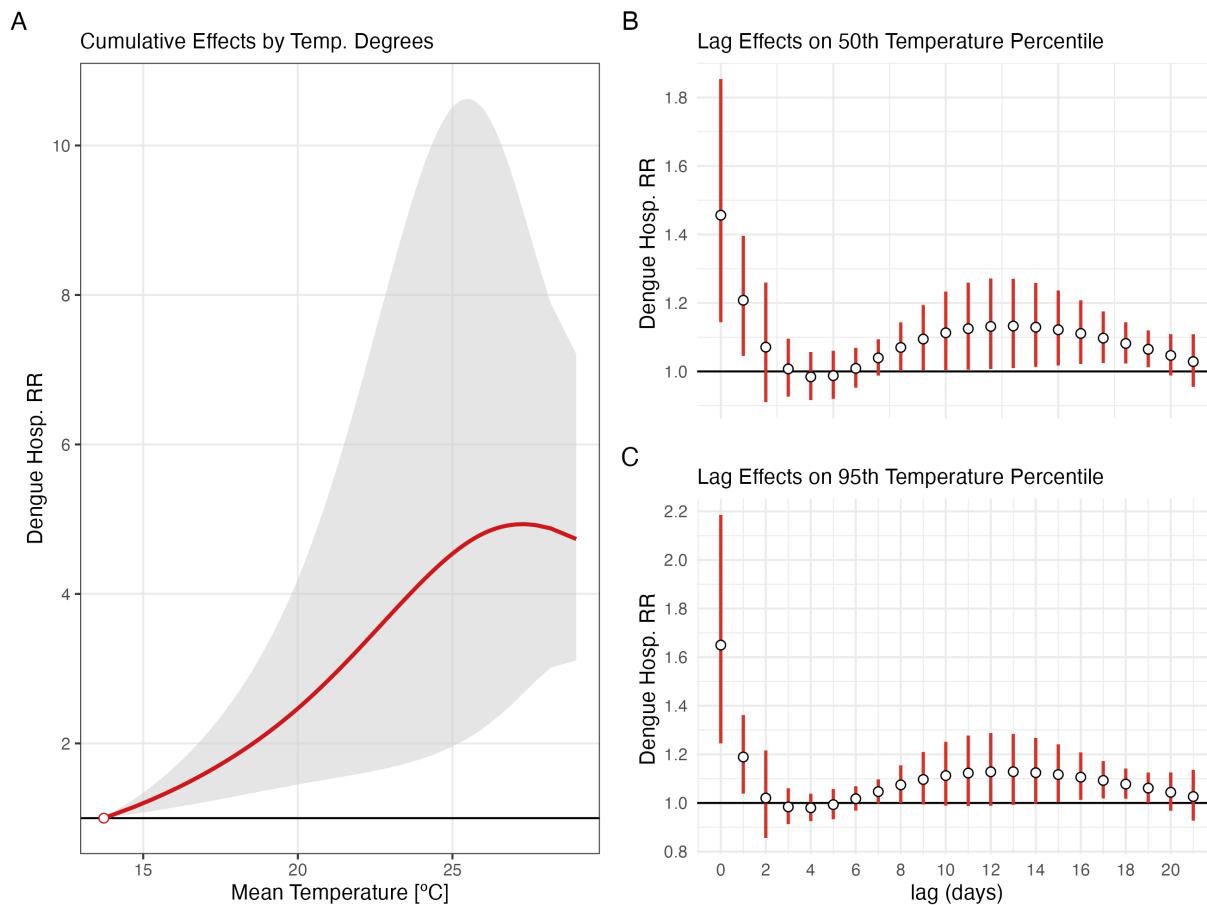 A
Cumulative Effects by Temp. Degrees
Dengue Hosp. RR
10
8
6
4
2
15 20 25
Mean Temperature [ºC]
B
Lag Effects on 50th Temperature Percentile
Dengue Hosp. RR
1.8
1.6
1.4
1.2
1.0
C
Lag Effects on 95th Temperature Percentile
Dengue Hosp. RR
2.2
2.0
1.8
1.6
1.4
1.2
1.0
0.8
0 2 4 6 8 10 12 14 16 18 20
lag (days)